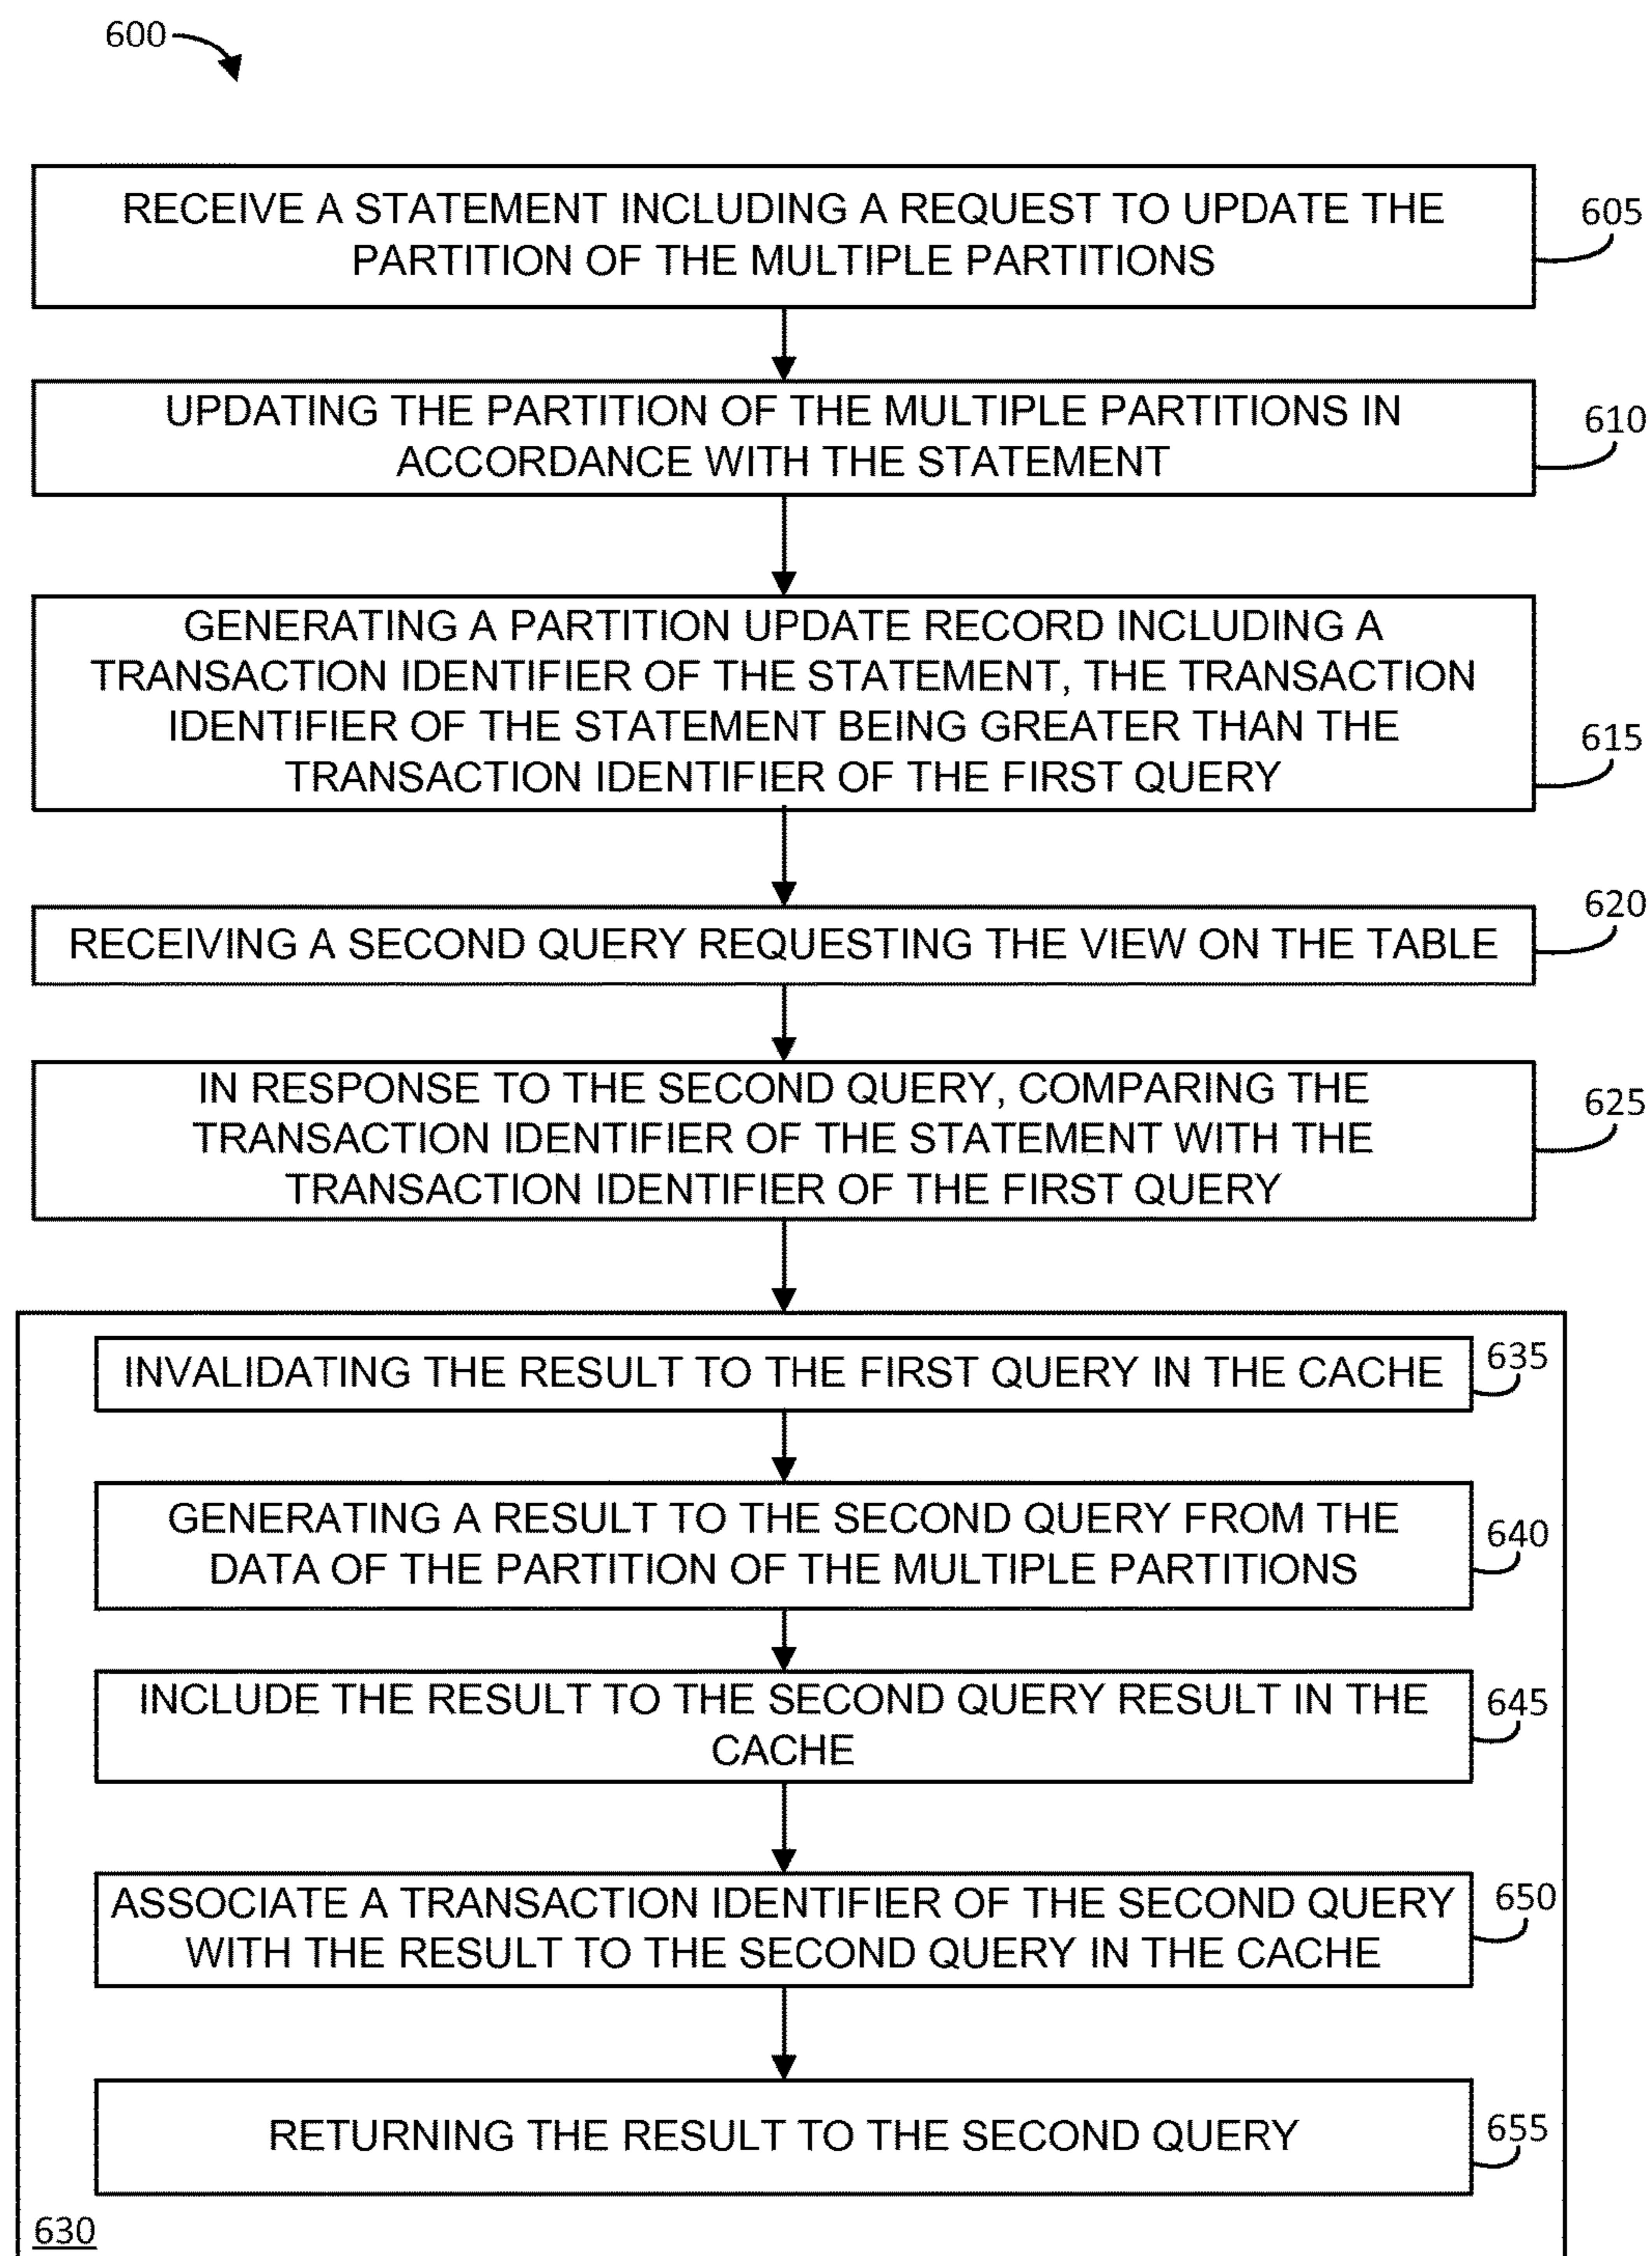 600
RECEIVE A STATEMENT INCLUDING A REQUEST TO UPDATE THE
PARTITION OF THE MULTIPLE PARTITIONS
605
UPDATING THE PARTITION OF THE MULTIPLE PARTITIONS IN
ACCORDANCE WITH THE STATEMENT
610
GENERATING A PARTITION UPDATE RECORD INCLUDING A
TRANSACTION IDENTIFIER OF THE STATEMENT, THE TRANSACTION
IDENTIFIER OF THE STATEMENT BEING GREATER THAN THE
TRANSACTION IDENTIFIER OF THE FIRST QUERY
615
RECEIVING A SECOND QUERY REQUESTING THE VIEW ON THE TABLE
620
IN RESPONSE TO THE SECOND QUERY, COMPARING THE
TRANSACTION IDENTIFIER OF THE STATEMENT WITH THE
TRANSACTION IDENTIFIER OF THE FIRST QUERY
625
INVALIDATING THE RESULT TO THE FIRST QUERY IN THE CACHE
635
GENERATING A RESULT TO THE SECOND QUERY FROM THE
DATA OF THE PARTITION OF THE MULTIPLE PARTITIONS
640
INCLUDE THE RESULT TO THE SECOND QUERY RESULT IN THE
CACHE
645
ASSOCIATE A TRANSACTION IDENTIFIER OF THE SECOND QUERY
WITH THE RESULT TO THE SECOND QUERY IN THE CACHE
650
RETURNING THE RESULT TO THE SECOND QUERY
655
630